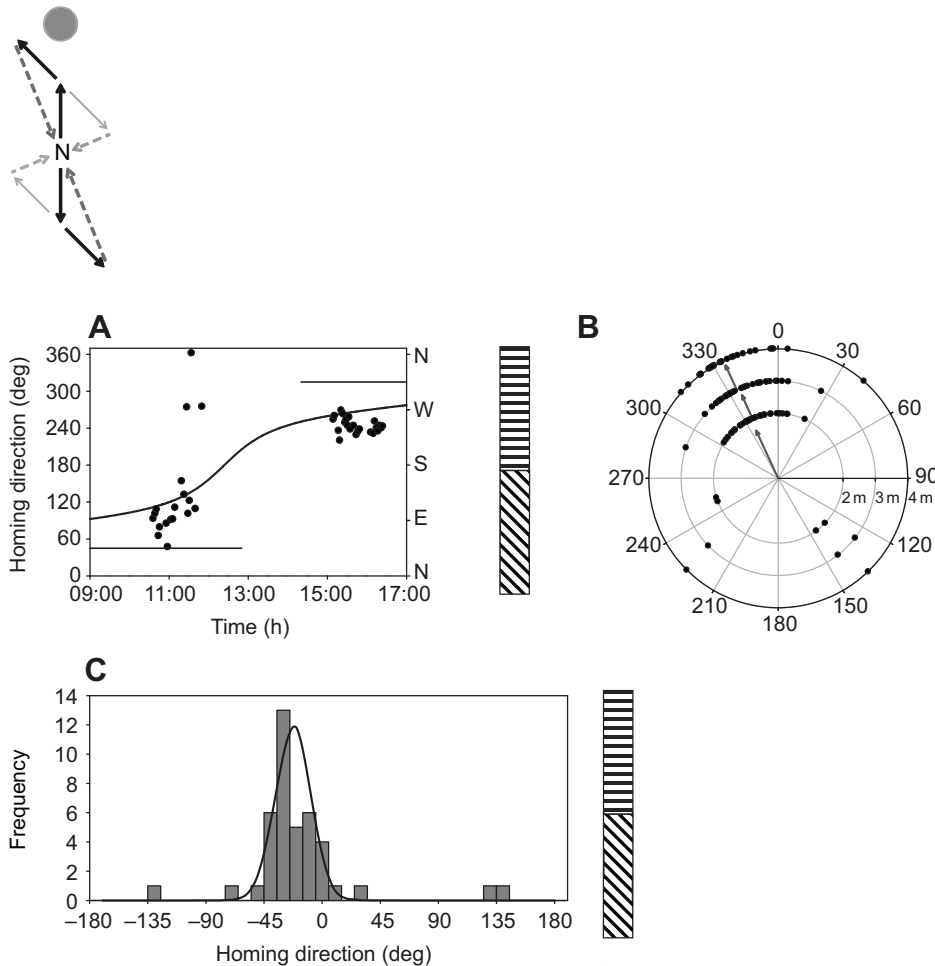 N
A
Homing direction (deg)
360
300
240
180
120
60
0
N
W
S
E
N
09:00 11:00 13:00 15:00 17:00
Time (h)
B
0
30
60
90
120
150
180
210
240
270
300
330
2 m 3 m 4 m
C
Frequency
14
12
10
8
6
4
2
0
–180 –135 –90 –45 0 45 90 135 180
Homing direction (deg)